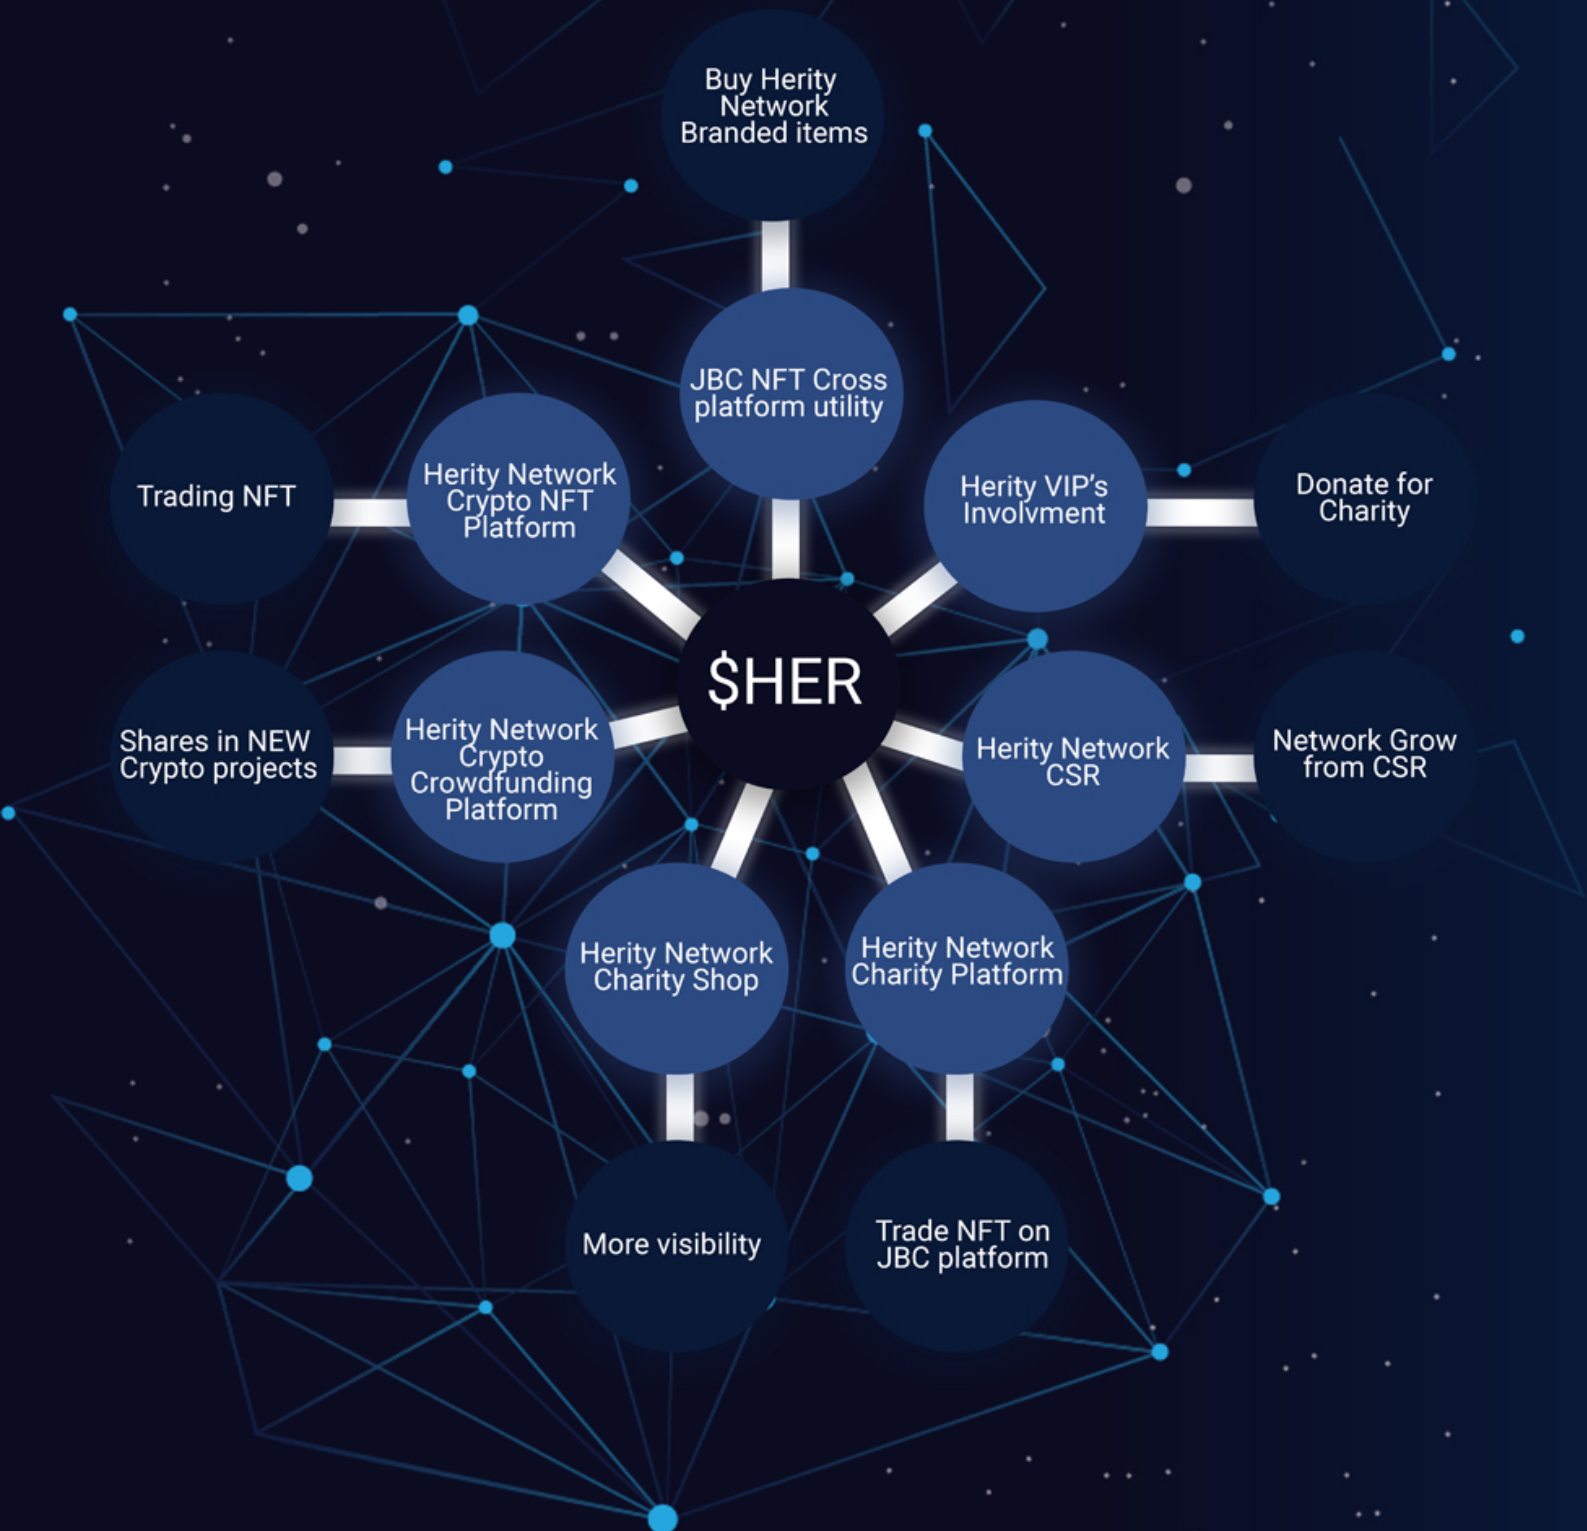 Buy Herity
Network
Branded items
JBC NFT Cross
platform utility
Trading NFT
Herity Network
Crypto NFT
Platform
Herity VIP's
Involvment
Donate for
Charity
$HER
Shares in NEW
Crypto projects
Herity Network
Crypto
Crowdfunding
Platform
Herity Network
CSR
Network Grow
from CSR
Herity Network
Charity Shop
Herity Network
Charity Platform
More visibility
Trade NFT on
JBC platform